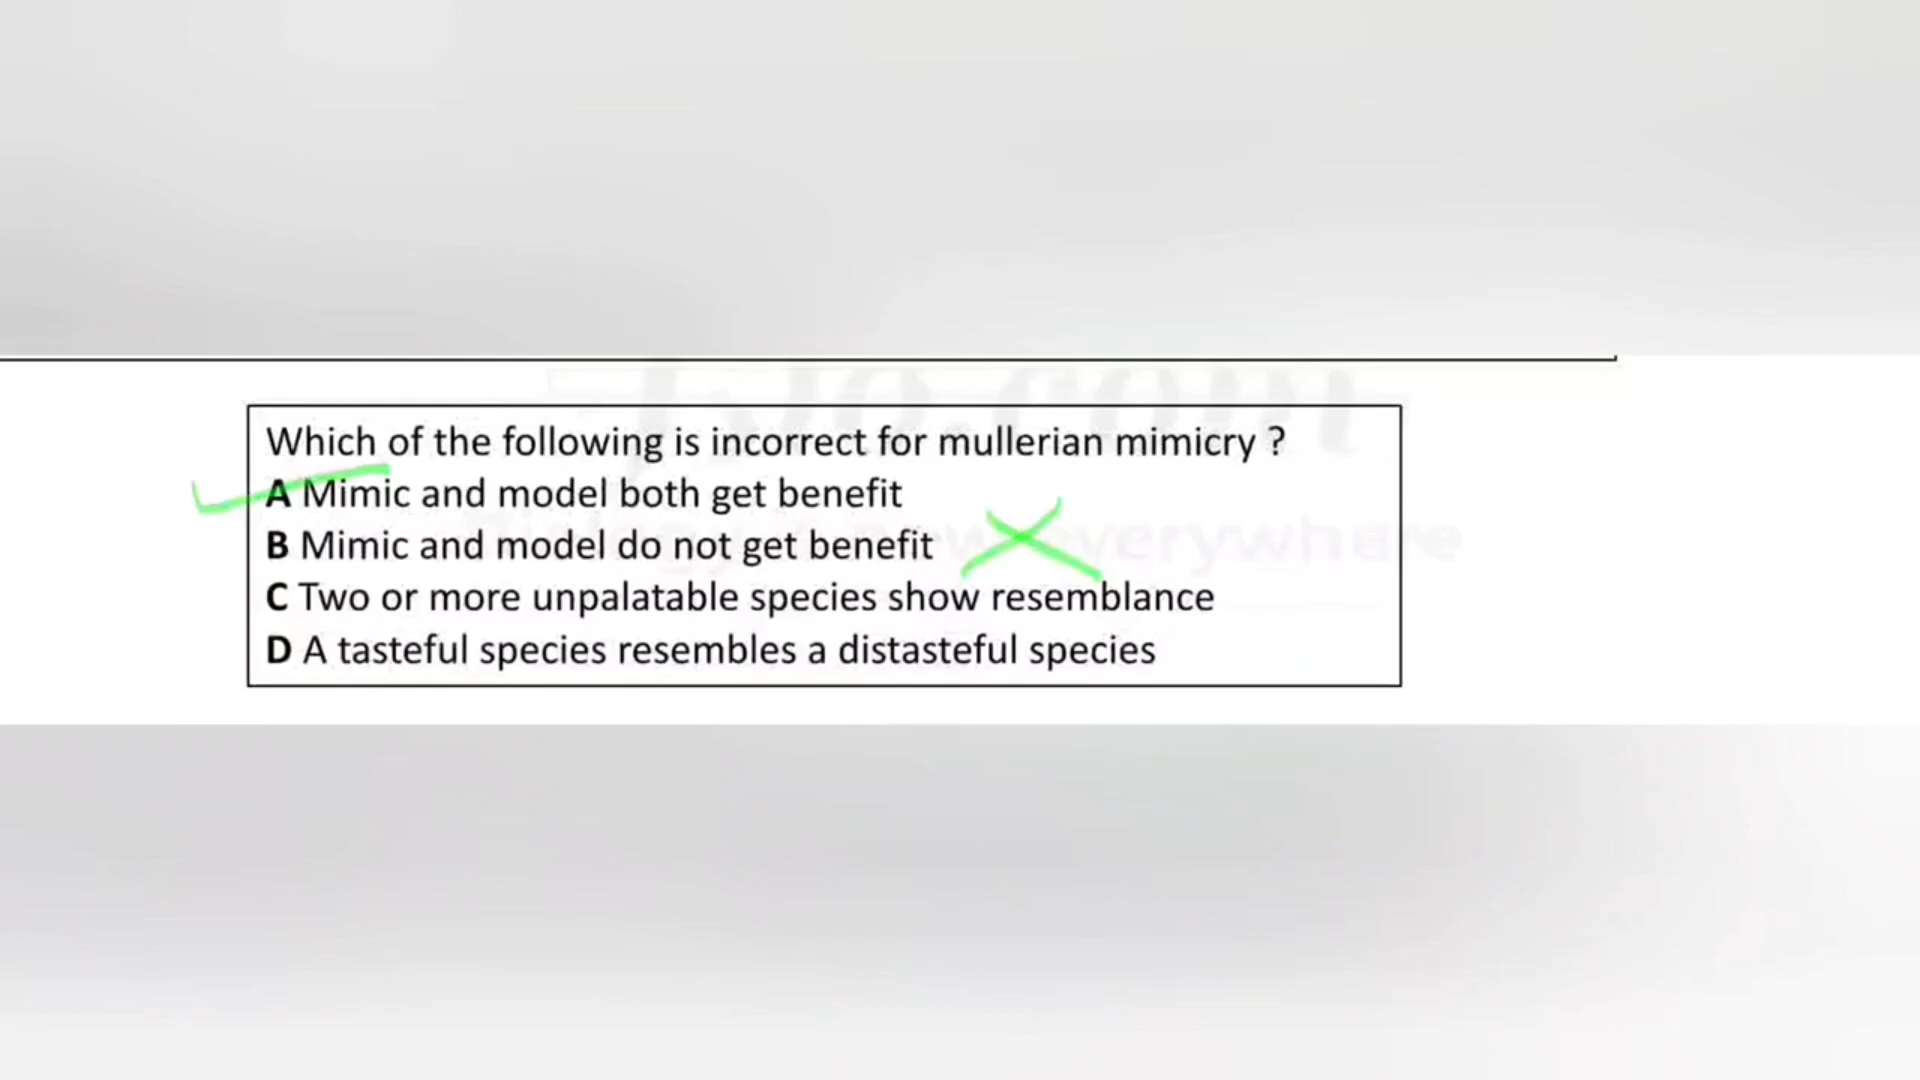 Which of the following is incorrect for mullerian mimicry ?
A Mimic and model both get benefit
B Mimic and model do not get benefit
C Two or more unpalatable species show resemblance
D A tasteful species resembles a distasteful species
everywhere